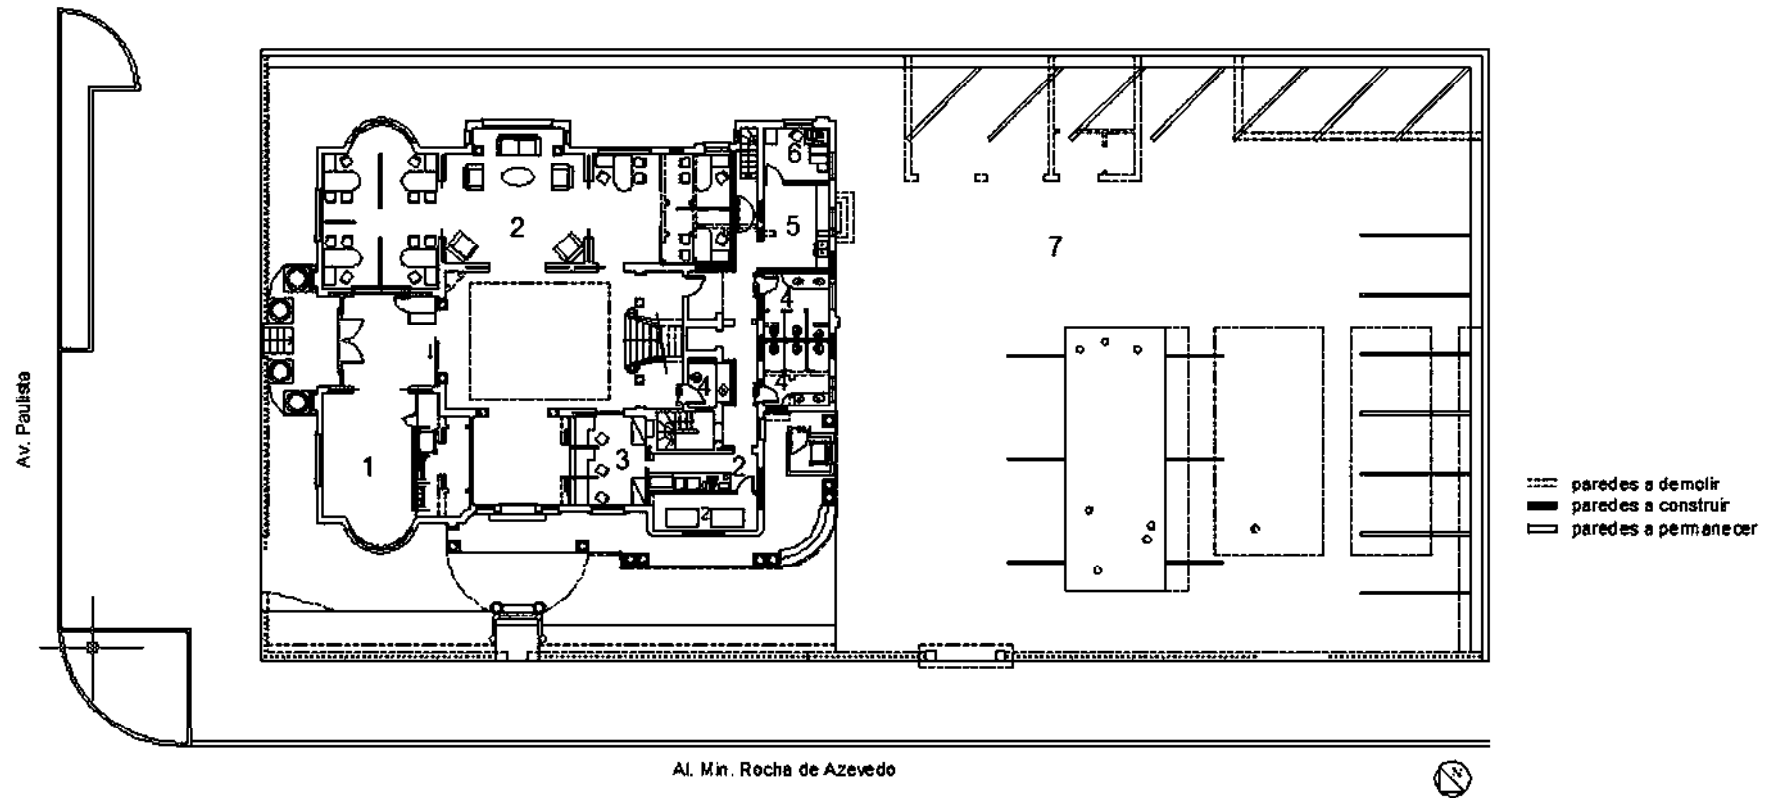 6
2
5
7
4
4
4
1
3
2
2
Av. Paulista
paredes a demolir
paredes a construir
paredes a permanecer
Al. Min. Rocha de Azevedo
N